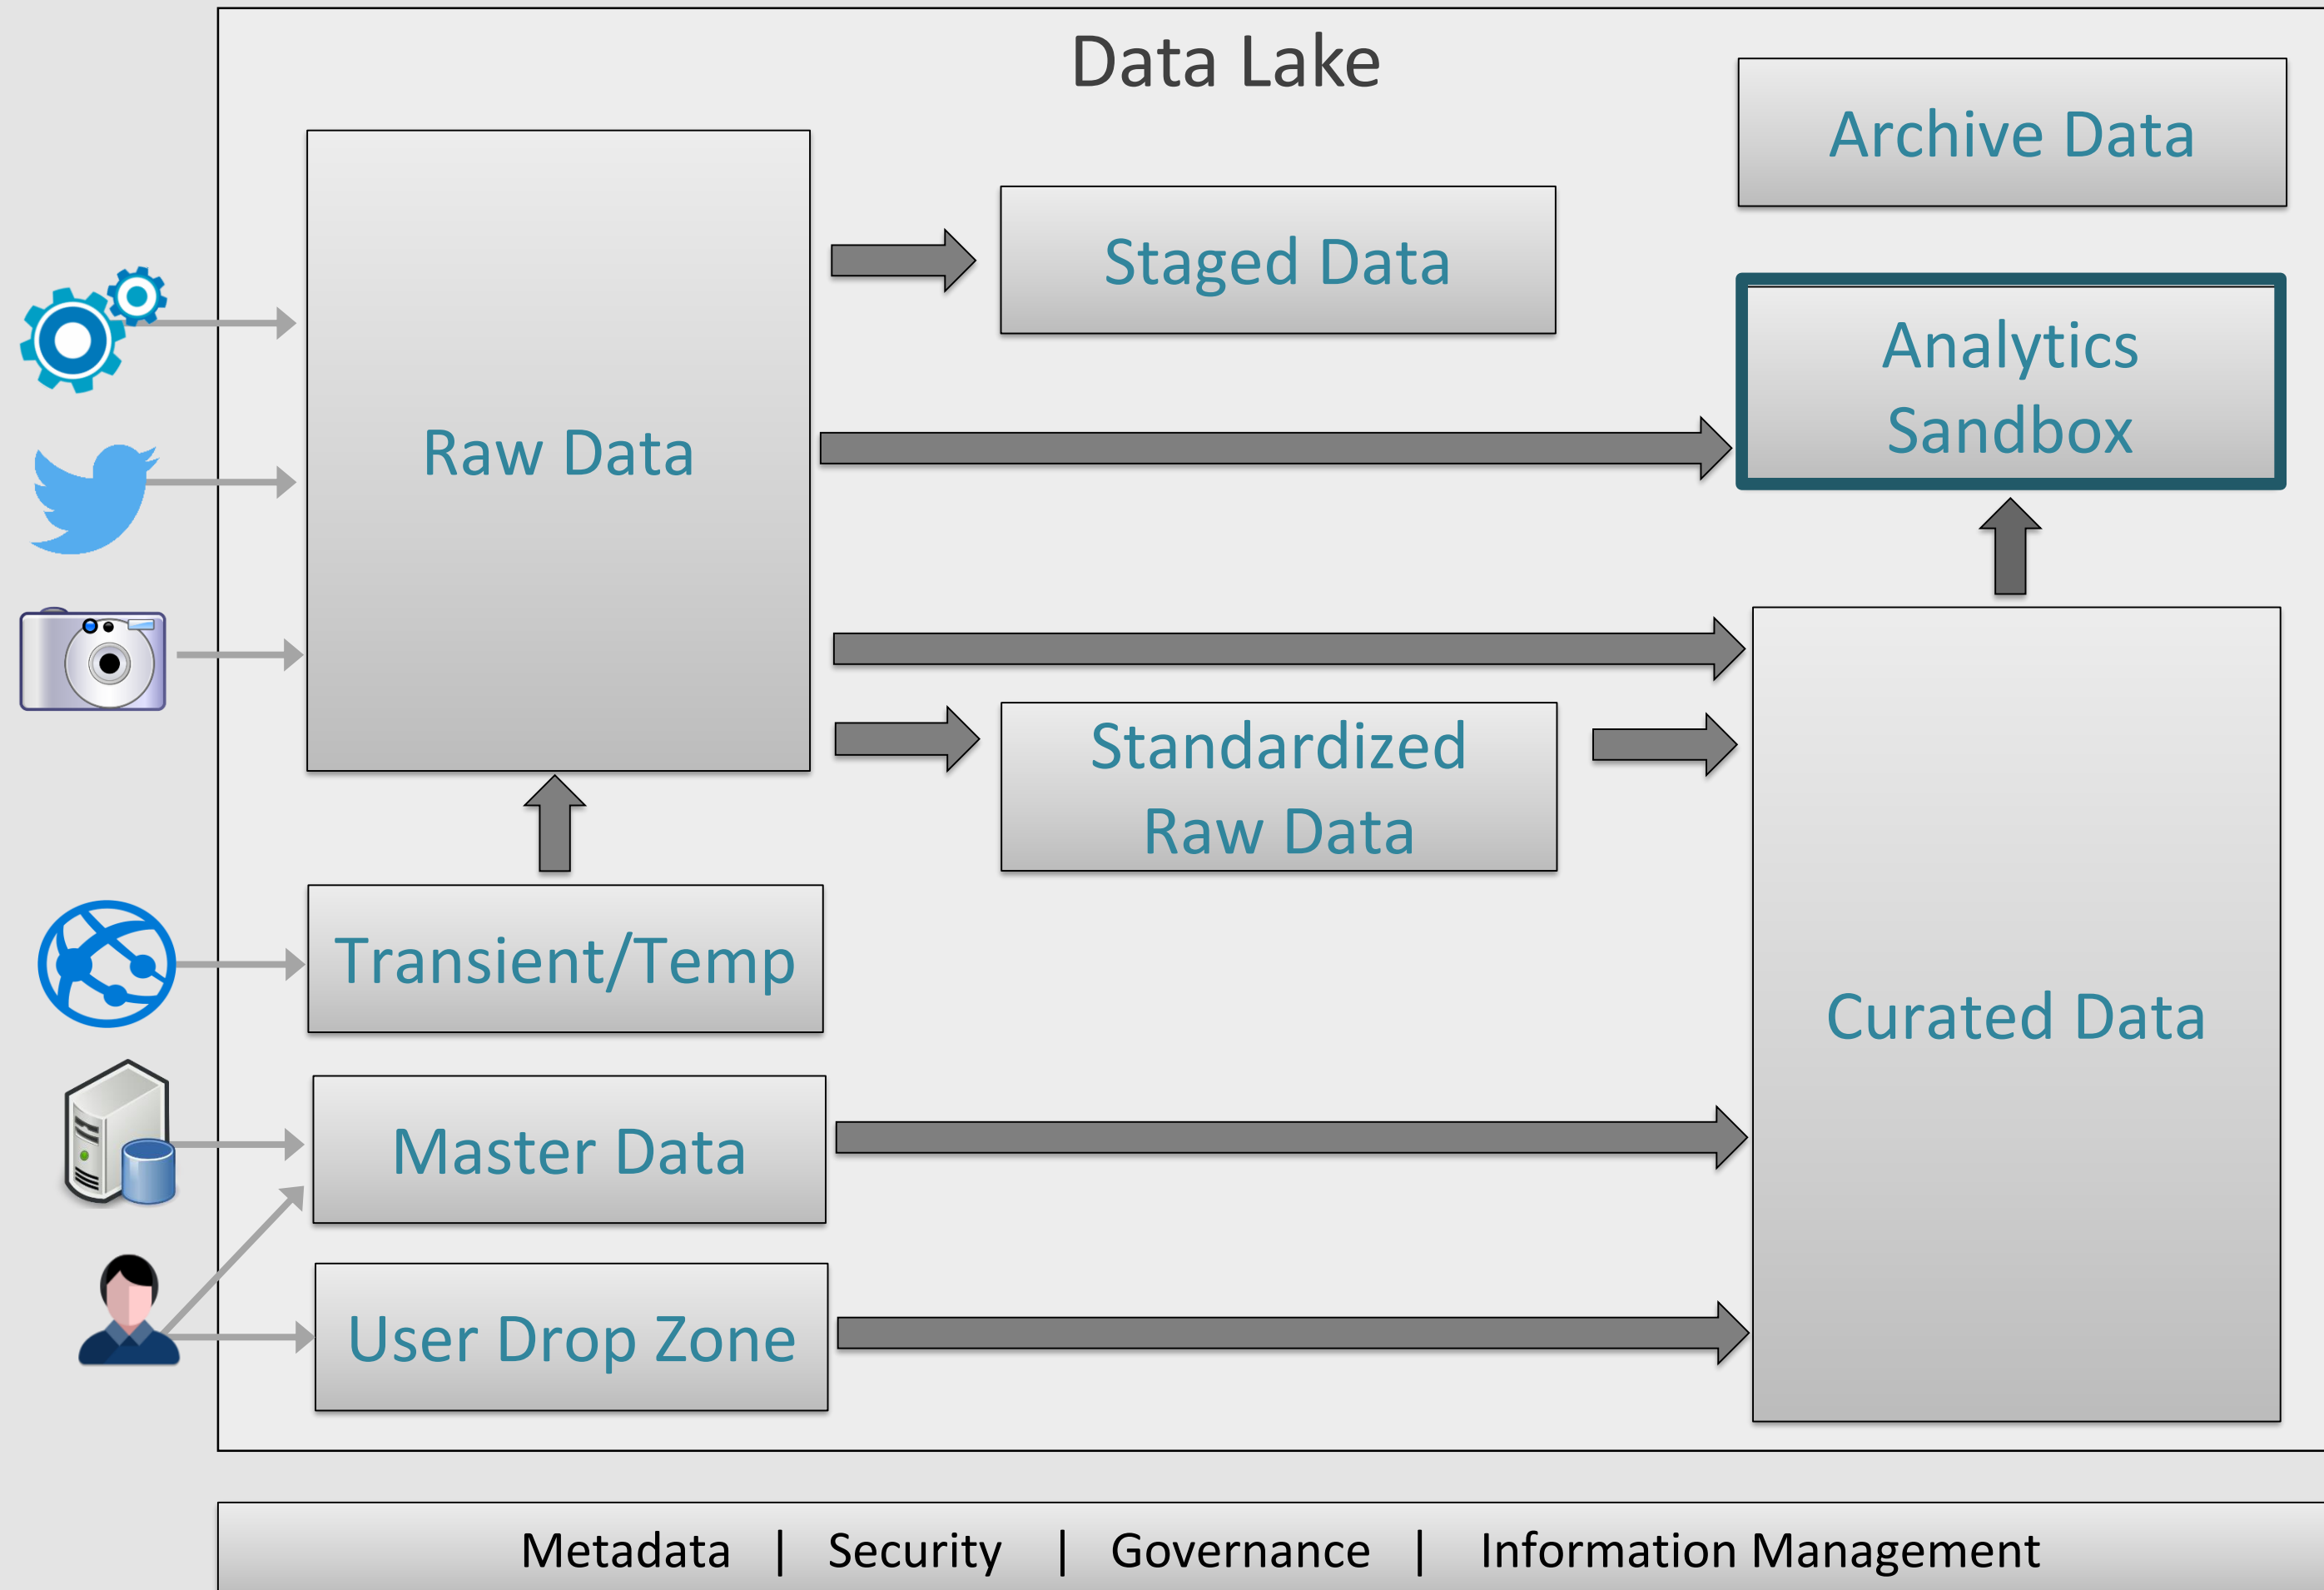 Data Lake
Archive Data
Staged Data
Analytics
Sandbox
Raw Data
Standardized
Raw Data
Transient/Temp
Curated Data
Master Data
User Drop Zone
Metadata | Security | Governance | Information Management